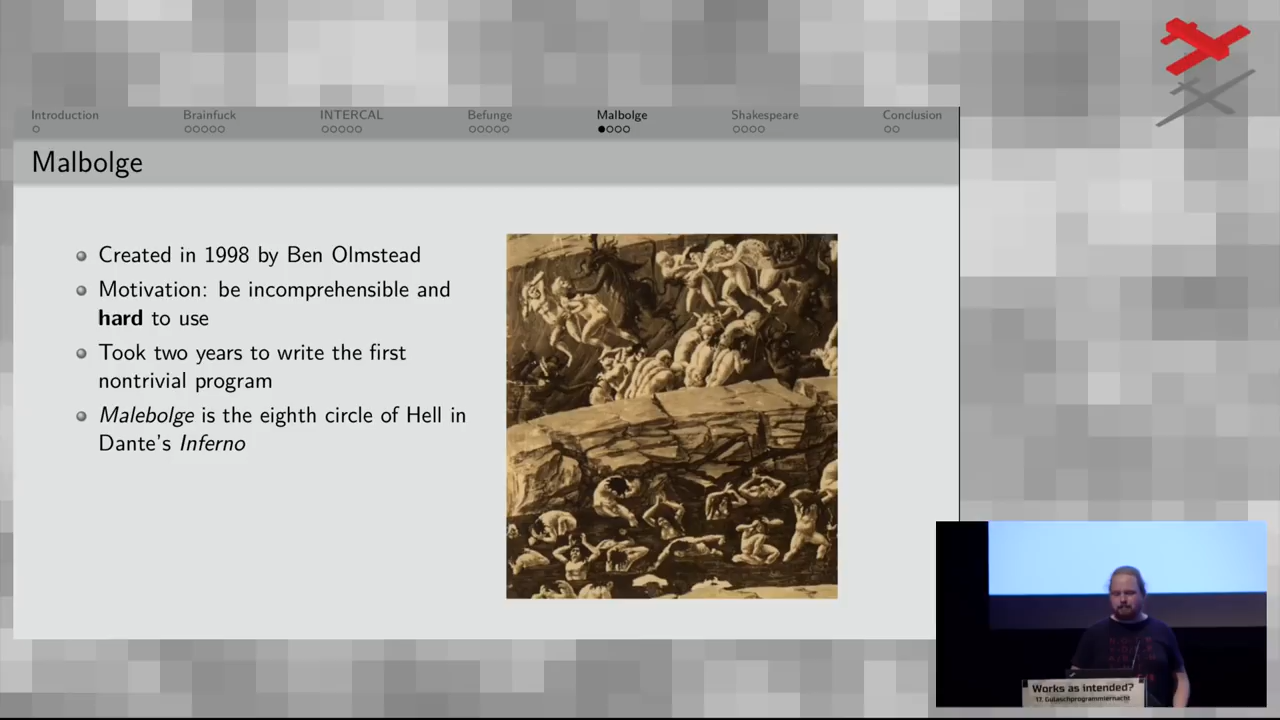 Introduction
Brainfuck
INTERCAL
Befunge
Malbolge
Shakespeare
Conclusion
Malbolge
Created in 1998 by Ben Olmstead
Motivation: be incomprehensible and
hard to use
Took two years to write the first
nontrivial program
Malebolge is the eighth circle of Hell in
Dante's Inferno
Works as intended?
17. Gulaschprogrammiernacht